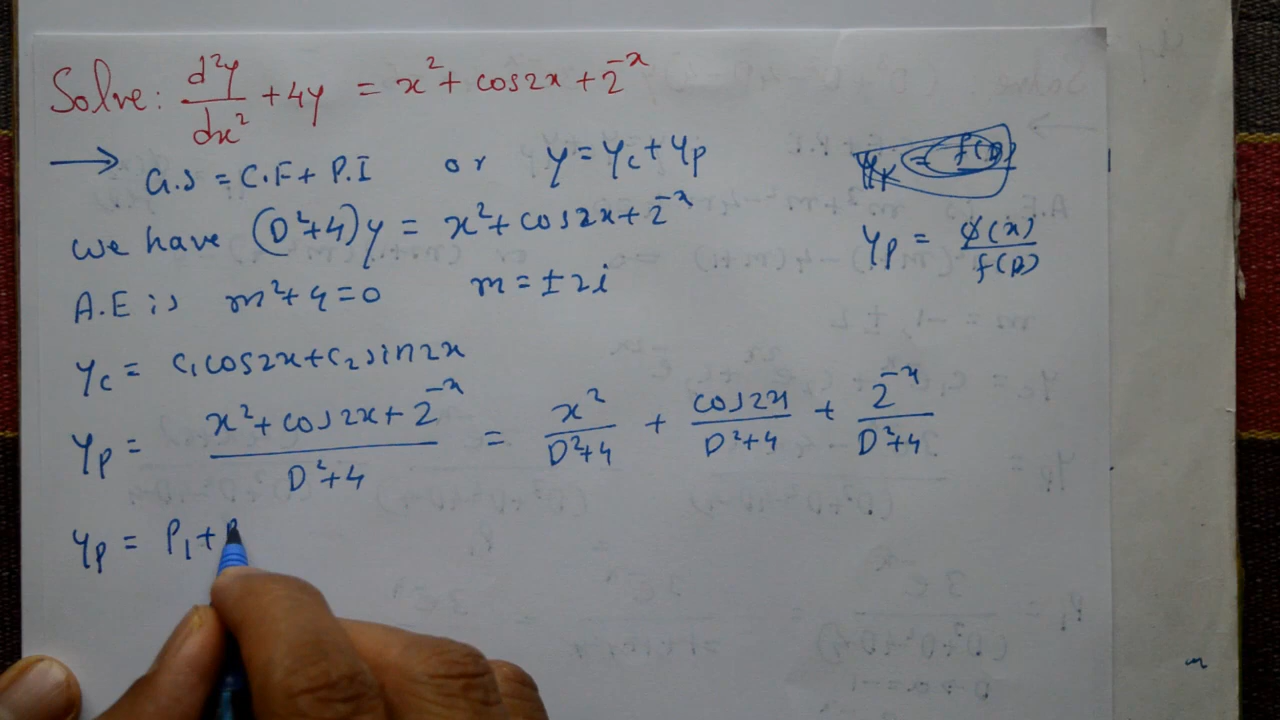 Solve: d²y/dx² + 4y = x² + cos2x + 2⁻ˣ
→ G.S = C.F + P.I or y = yc + yp
we have (D²+4)y = x² + cos2x + 2⁻ˣ
yp = φ(x)/f(D)
A.E is m²+4=0 m = ±2i
yc = c₁cos2x + c₂sin2x
yp = x² + cos2x + 2⁻ˣ / D²+4 = x²/D²+4 + cos2x/D²+4 + 2⁻ˣ/D²+4
yp = P₁ +